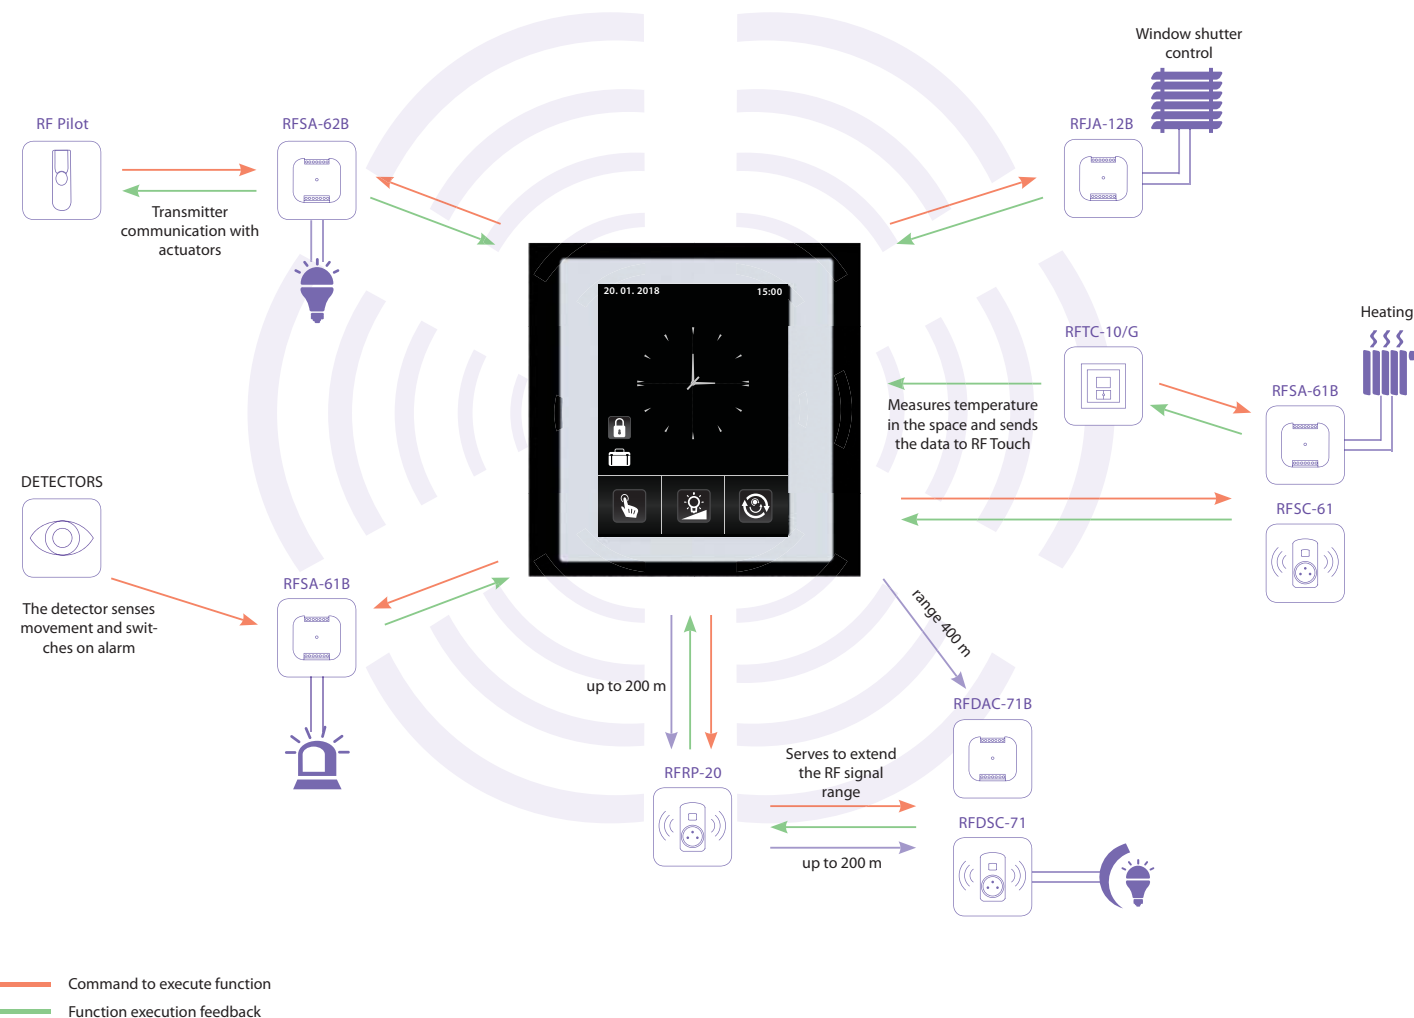 Window shutter
control
RF Pilot
RFSA-62B
RFJA-12B
Transmitter
communication with
actuators
20. 01. 2018
15:00
Heating
RFTC-10/G
RFSA-61B
Measures temperature
in the space and sends
the data to RF Touch
DETECTORS
RFSC-61
RFSA-61B
The detector senses
movement and swit-
ches on alarm
range 400 m
up to 200 m
RFDAC-71B
Serves to extend
the RF signal
range
RFRP-20
RFDSC-71
up to 200 m
Command to execute function
Function execution feedback